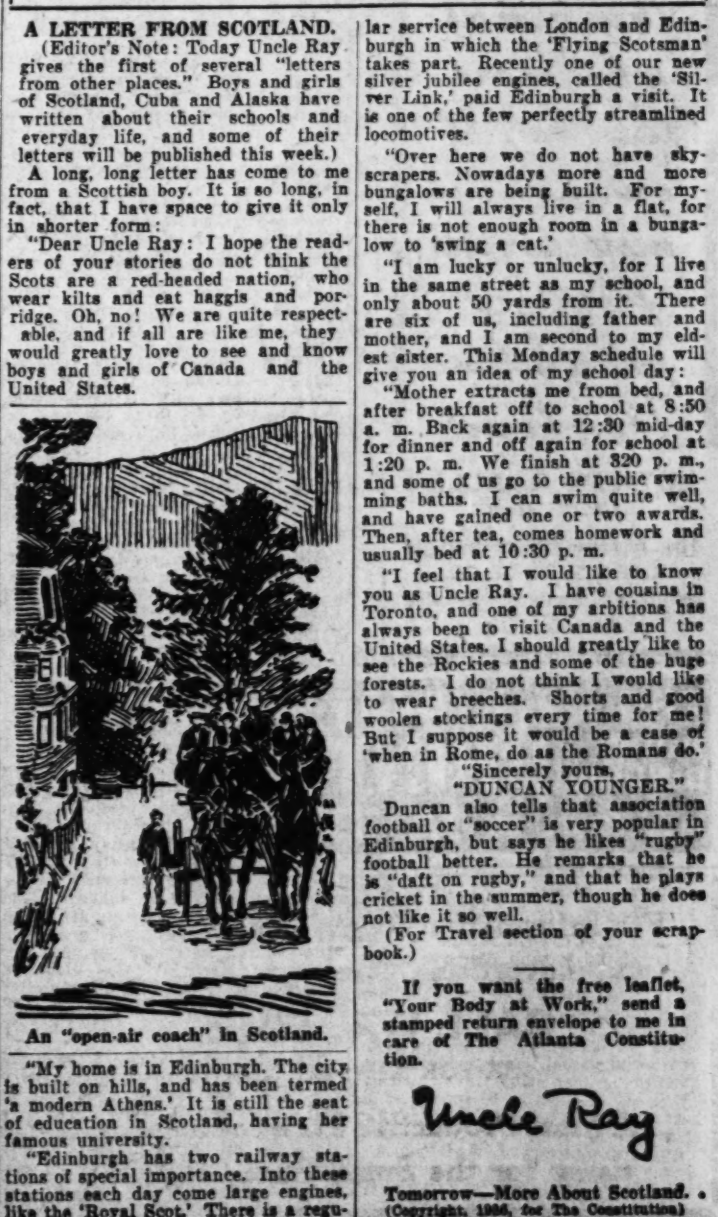 A LETTER FROM SCOTLAND.
(Editor's Note: Today Uncle Ray
gives the first of several "letters
from other places." Boys and girls
of Scotland, Cuba and Alaska have
written about their schools and
everyday life, and some of their
letters will be published this week.)
A long, long letter has come to me
from a Scottish boy. It is so long, in
fact, that I have space to give it only
in shorter form:
"Dear Uncle Ray: I hope the read-
ers of your stories do not think the
Scots are a red-headed nation, who
wear kilts and eat haggis and por-
ridge. Oh, no! We are quite respect-
able, and if all are like me, they
would greatly love to see and know
boys and girls of Canada and the
United States.
An "open-air coach" in Scotland.
"My home is in Edinburgh. The city
is built on hills, and has been termed
'a modern Athens.' It is still the seat
of education in Scotland, having her
famous university.
"Edinburgh has two railway sta-
tions of special importance. Into these
stations each day come large engines,
like the 'Royal Scot.' There is a regu-
lar service between London and Edin-
burgh in which the 'Flying Scotsman'
takes part. Recently one of our new
silver jubilee engines, called the 'Sil-
ver Link,' paid Edinburgh a visit. It
is one of the few perfectly streamlined
locomotives.
"Over here we do not have sky-
scrapers. Nowadays more and more
bungalows are being built. For my-
self, I will always live in a flat, for
there is not enough room in a bunga-
low to 'swing a cat.'
"I am lucky or unlucky, for I live
in the same street as my school, and
only about 50 yards from it. There
are six of us, including father and
mother, and I am second to my eld-
est sister. This Monday schedule will
give you an idea of my school day:
"Mother extracts me from bed, and
after breakfast off to school at 8:50
a. m. Back again at 12:30 mid-day
for dinner and off again for school at
1:20 p. m. We finish at 320 p. m.,
and some of us go to the public swim-
ming baths. I can swim quite well,
and have gained one or two awards.
Then, after tea, comes homework and
usually bed at 10:30 p. m.
"I feel that I would like to know
you as Uncle Ray. I have cousins in
Toronto, and one of my arbitions has
always been to visit Canada and the
United States. I should greatly like to
see the Rockies and some of the huge
forests. I do not think I would like
to wear breeches. Shorts and good
woolen stockings every time for me!
But I suppose it would be a case of
'when in Rome, do as the Romans do.'
"Sincerely yours,
"DUNCAN YOUNGER."
Duncan also tells that association
football or "soccer" is very popular in
Edinburgh, but says he likes "rugby"
football better. He remarks that he
is "daft on rugby," and that he plays
cricket in the summer, though he does
not like it so well.
(For Travel section of your scrap-
book.)
If you want the free leaflet,
"Your Body at Work," send a
stamped return envelope to me in
care of The Atlanta Constitu-
tion.
Uncle Ray
Tomorrow—More About Scotland.
(Copyright, 1936, for The Constitution)